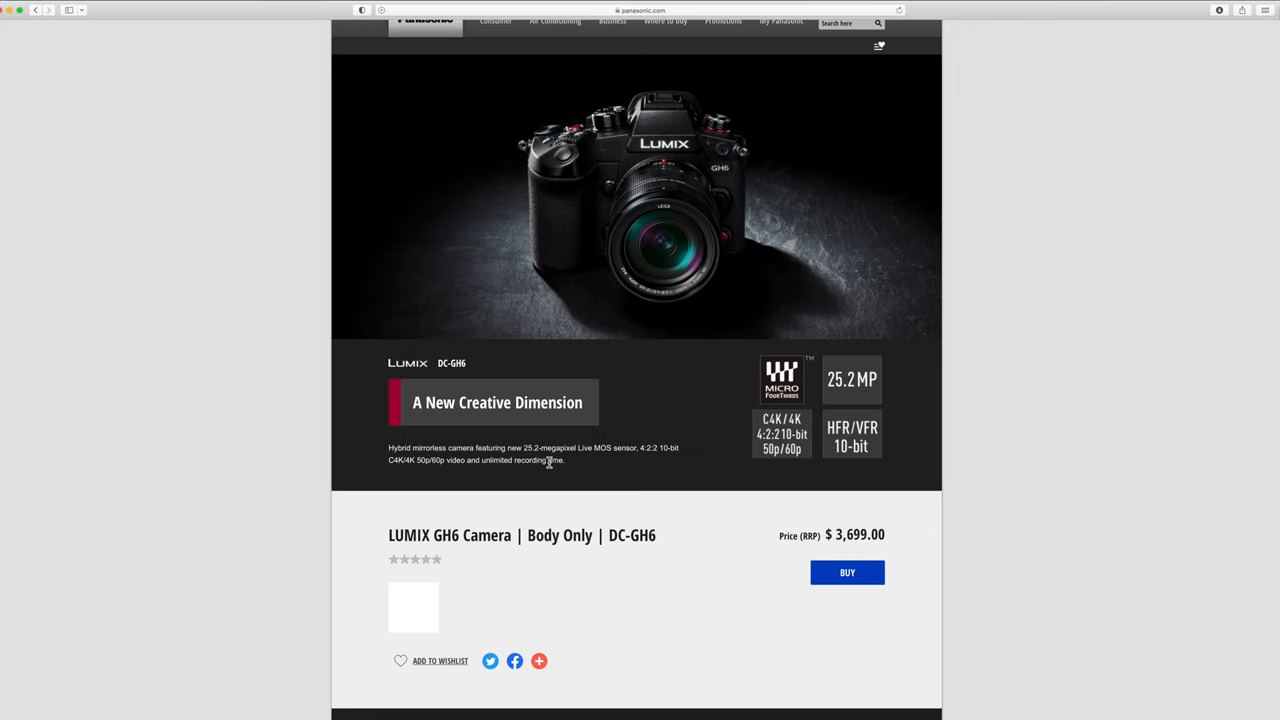 panasonic.com
Panasonic
Consumer Air Conditioning Business Where to buy Promotions My Panasonic
Search here
LUMIX
GH6
LEICA
LUMIX DC-GH6
A New Creative Dimension
Hybrid mirrorless camera featuring new 25.2-megapixel Live MOS sensor, 4:2:2 10-bit
C4K/4K 50p/60p video and unlimited recording time.
TM
MICRO
FOURTHIRDS
25.2 MP
C4K/4K
4:2:2 10-bit
50p/60p
HFR/VFR
10-bit
LUMIX GH6 Camera | Body Only | DC-GH6
Price (RRP) $ 3,699.00
BUY
ADD TO WISHLIST